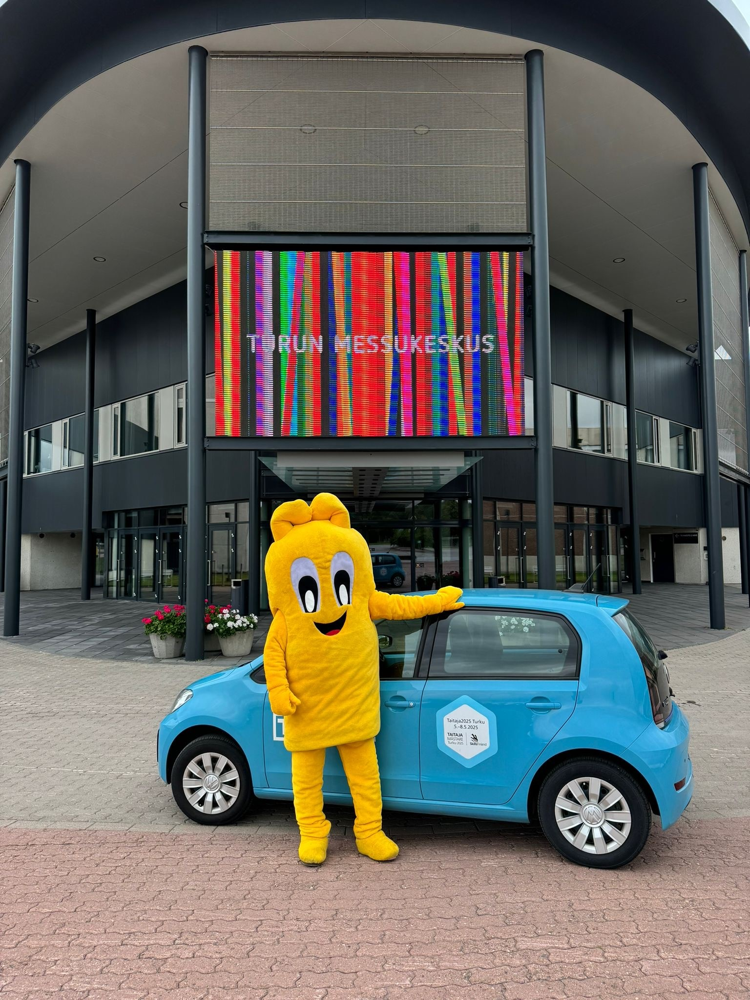 TURUN MESSUKESKUS
Taitaja2025 Turku
5.–8.5.2025
TAITAJA
MÄSTARE
Turku 2025
SkillsFinland